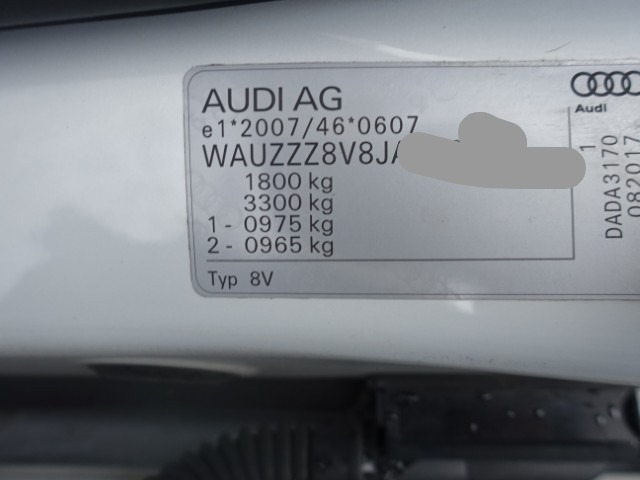 AUDI AG
e1*2007/46*0607
WAUZZZ8V8JA
1800 kg
3300 kg
1 - 0975 kg
2 - 0965 kg
Typ 8V
Audi
1
DADA3170
082017